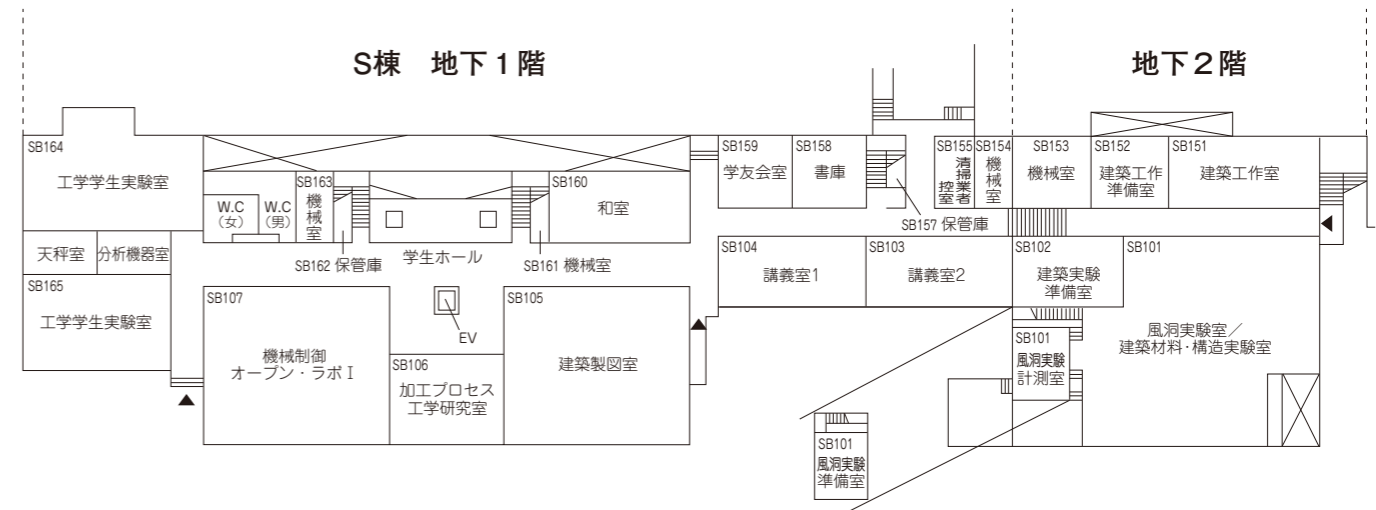 S棟　地下1階
地下2階
SB164
工学学生実験室
天秤室
分析機器室
SB165
工学学生実験室
W.C
(女)
W.C
(男)
SB163
機械室
SB162 保管庫
学生ホール
SB160
和室
SB161 機械室
EV
SB107
機械制御
オープン・ラボⅠ
SB106
加工プロセス
工学研究室
SB105
建築製図室
SB159
学友会室
SB158
書庫
SB157 保管庫
SB155
清掃業者
控室
SB154
機械室
SB153
機械室
SB152
建築工作
準備室
SB151
建築工作室
SB104
講義室1
SB103
講義室2
SB102
建築実験
準備室
SB101
風洞実験室／
建築材料・構造実験室
SB101
風洞実験
計測室
SB101
風洞実験
準備室